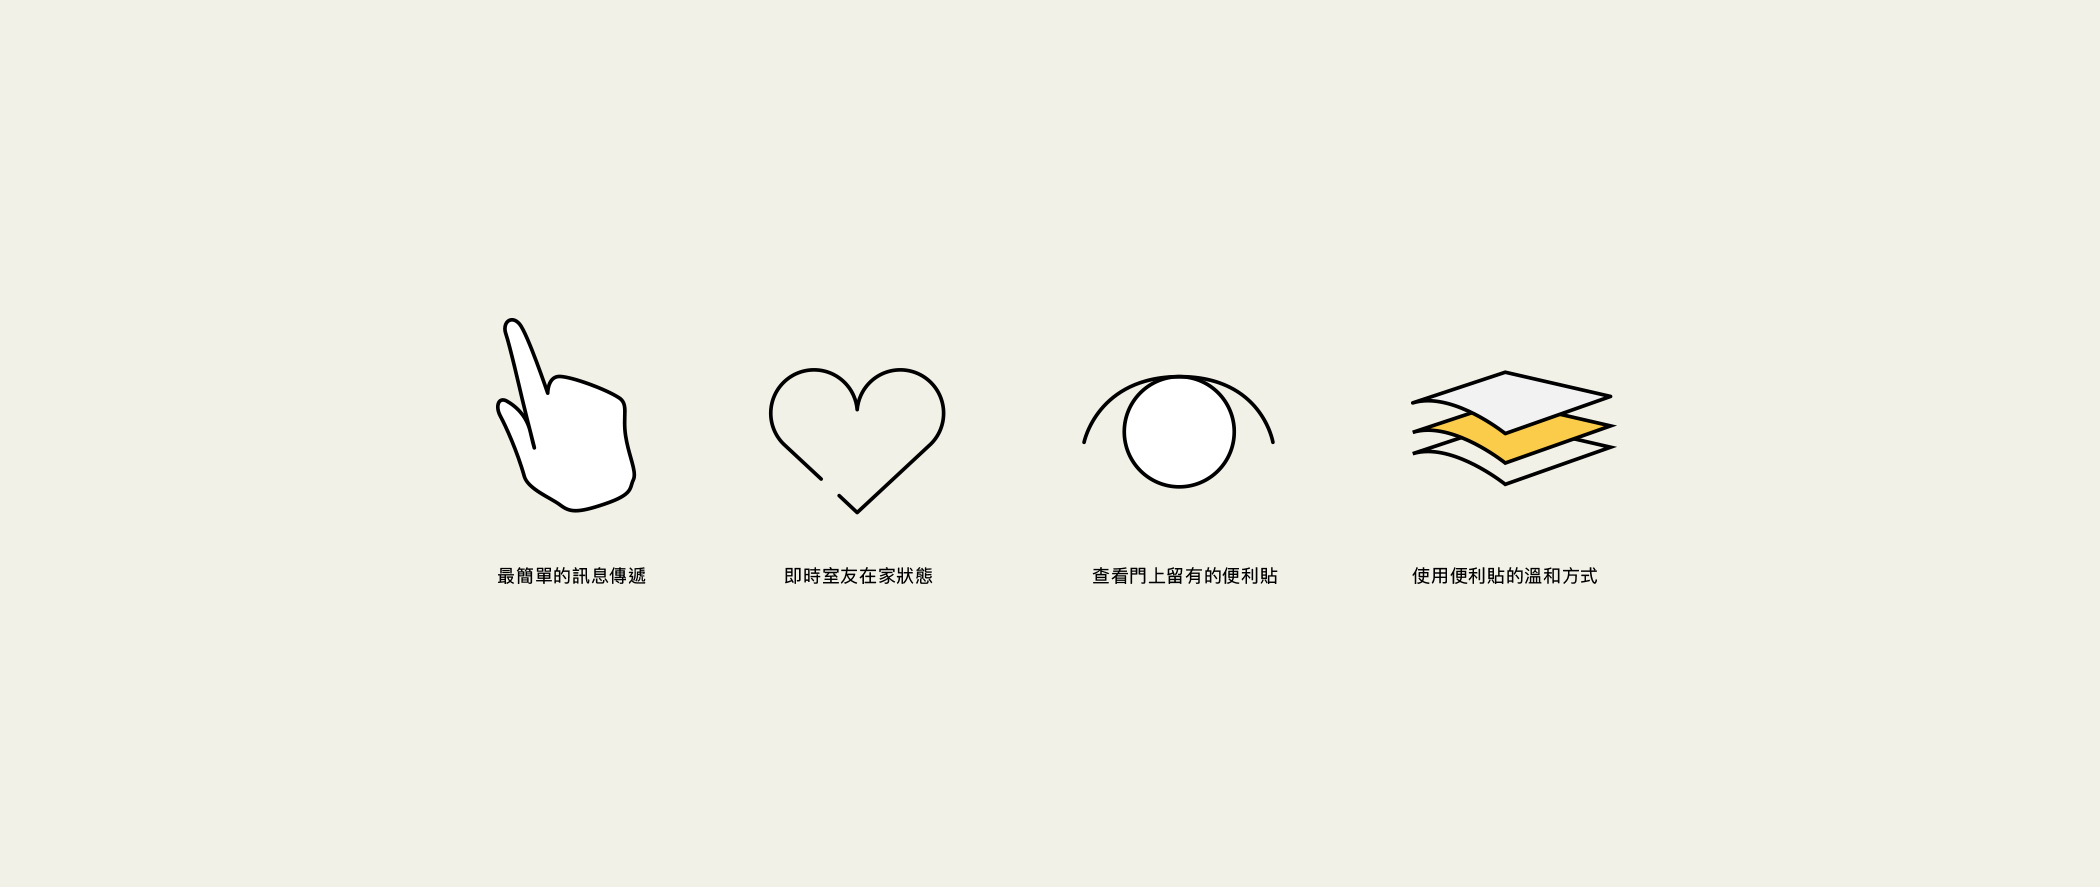 最簡單的訊息傳遞
即時室友在家狀態
查看門上留有的便利貼
使用便利貼的溫和方式